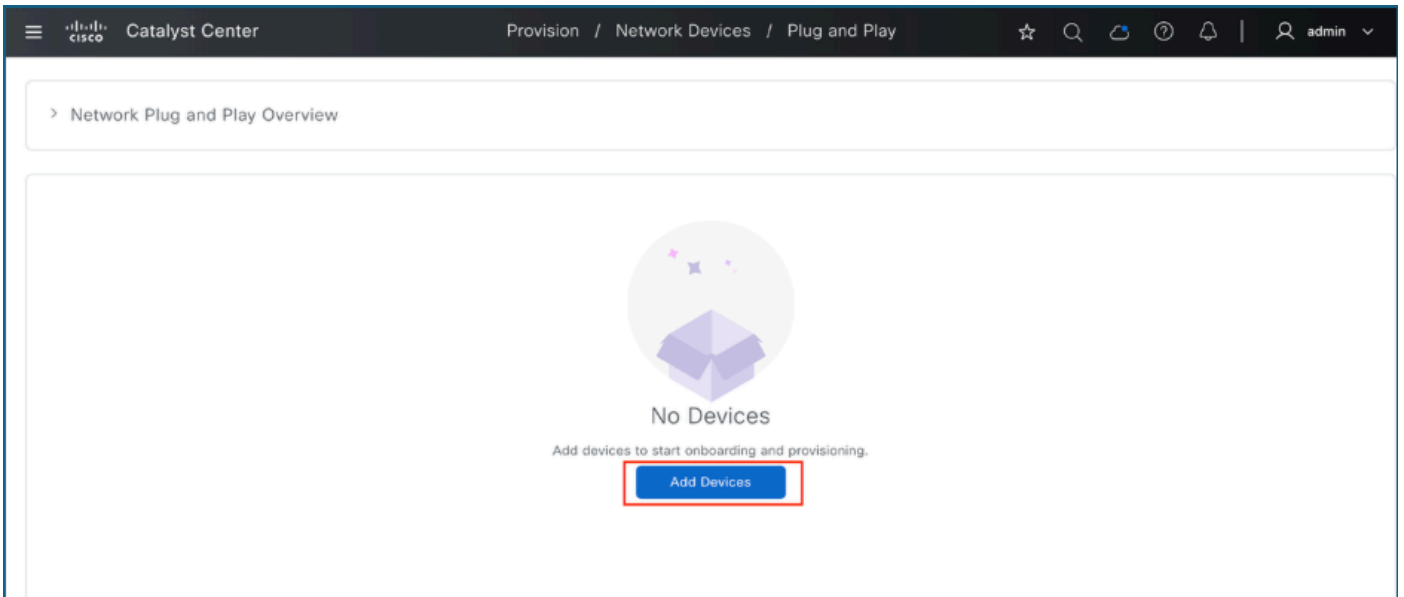 cisco Catalyst Center Provision / Network Devices / Plug and Play admin
Network Plug and Play Overview
No Devices
Add devices to start onboarding and provisioning.
Add Devices